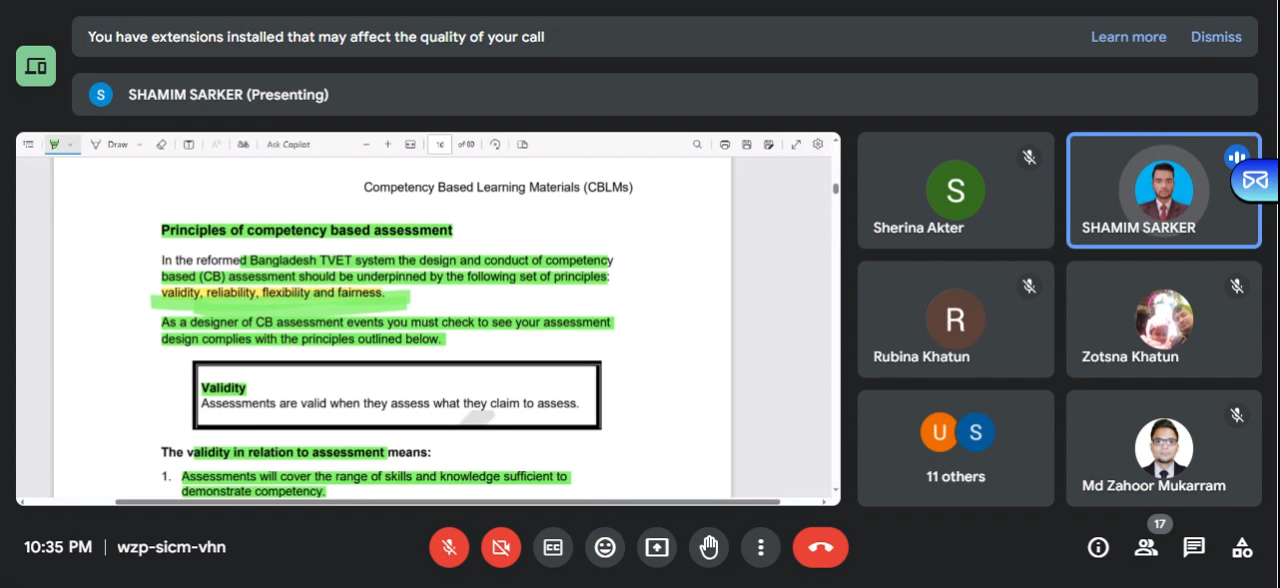 You have extensions installed that may affect the quality of your call
Learn more
Dismiss
S
SHAMIM SARKER (Presenting)
Draw
Ask Copilot
Competency Based Learning Materials (CBLMs)
Principles of competency based assessment
In the reformed Bangladesh TVET system the design and conduct of competency
based (CB) assessment should be underpinned by the following set of principles:
validity, reliability, flexibility and fairness.
As a designer of CB assessment events you must check to see your assessment
design complies with the principles outlined below.
Validity
Assessments are valid when they assess what they claim to assess.
The validity in relation to assessment means:
1. Assessments will cover the range of skills and knowledge sufficient to
demonstrate competency.
S
Sherina Akter
SHAMIM SARKER
R
Rubina Khatun
Zotsna Khatun
U S
11 others
Md Zahoor Mukarram
10:35 PM | wzp-sicm-vhn
CC
17